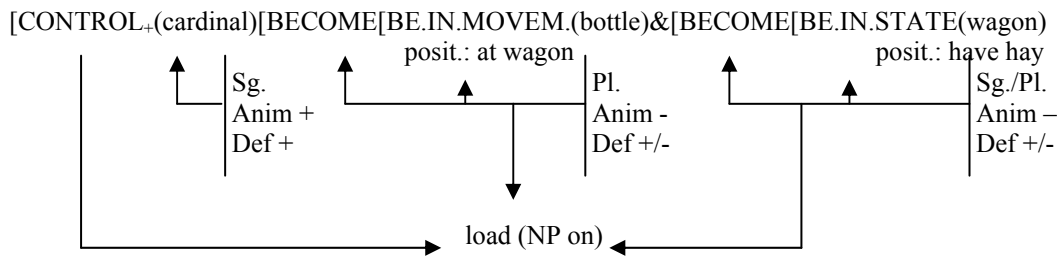 [CONTROL+(cardinal)[BECOME[BE.IN.MOVEM.(bottle)&[BECOME[BE.IN.STATE(wagon)
posit.: at wagon posit.: have hay
Sg. Pl. Sg./Pl.
Anim + Anim - Anim –
Def + Def +/- Def +/-
load (NP on)